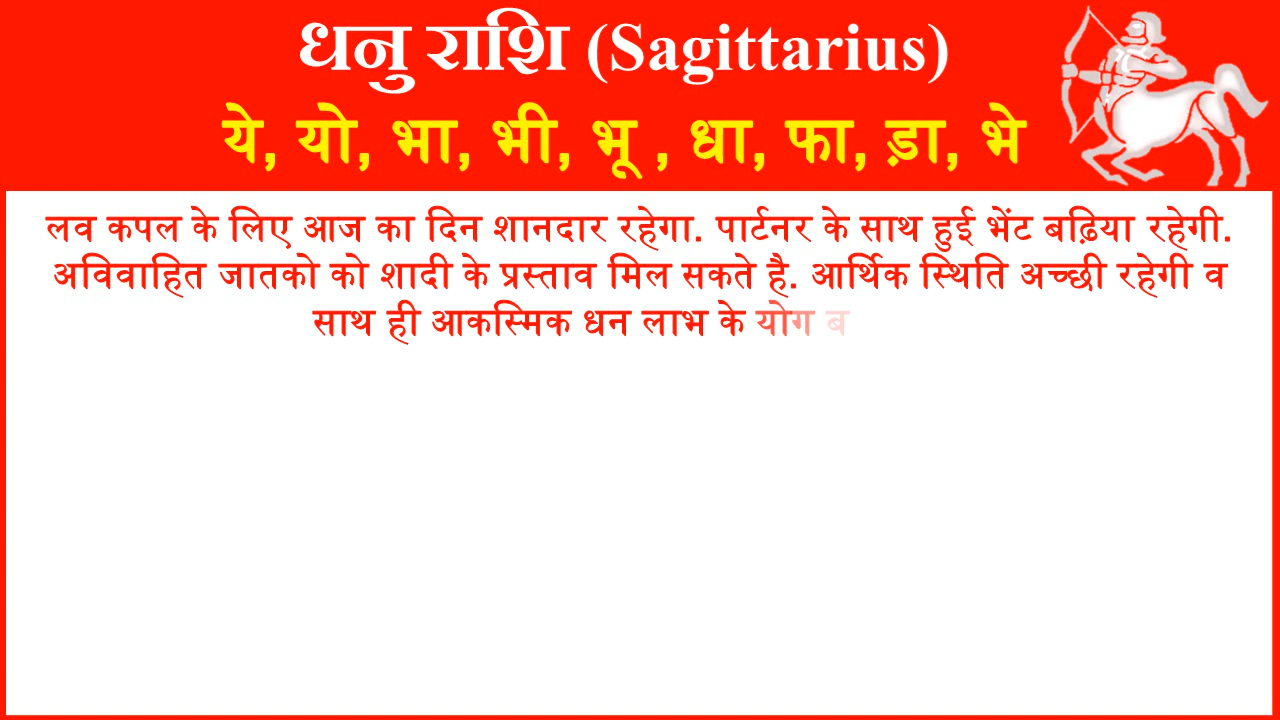 धनु राशि (Sagittarius)
ये, यो, भा, भी, भू , धा, फा, ड़ा, भे
लव कपल के लिए आज का दिन शानदार रहेगा. पार्टनर के साथ हुई भेंट बढ़िया रहेगी.
अविवाहित जातको को शादी के प्रस्ताव मिल सकते है. आर्थिक स्थिति अच्छी रहेगी व
साथ ही आकस्मिक धन लाभ के योग ब